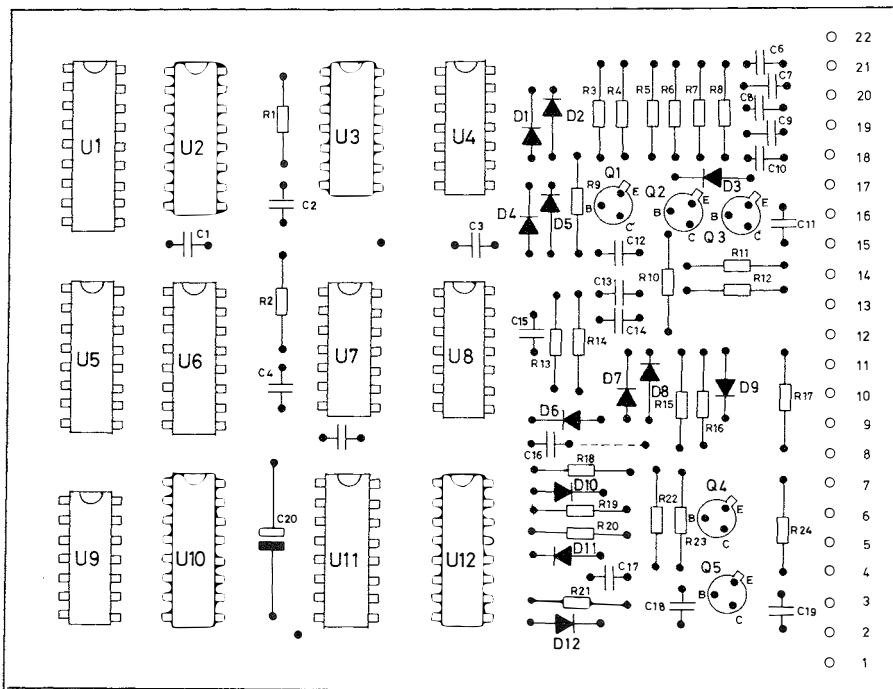 22
C6
21
C7
R3 R4 R5 R6 R7 R8
20
C8
D1 D2
R1
U1 U2 U3 U4
19
C9
18
C10
Q1
D3
17
R9
Q2
E
E
E
B
B
B
C2
D4 D5
16
C11
C
C
C
Q3
C1
C3
C12
15
R11
14
R10
R12
C13
R2
13
C15
C14
12
U5 U6 U7 U8
R13
R14
11
C4
D7
D8
D9
10
R17
R15
R16
D6
9
C16
8
R18
7
D10
Q4
R19
R22
E
6
B
C20
R20
R24
R23
C
5
U9 U10 U11 U12
D11
Q5
4
C17
E
B
R21
3
C18
C19
C
2
D12
1